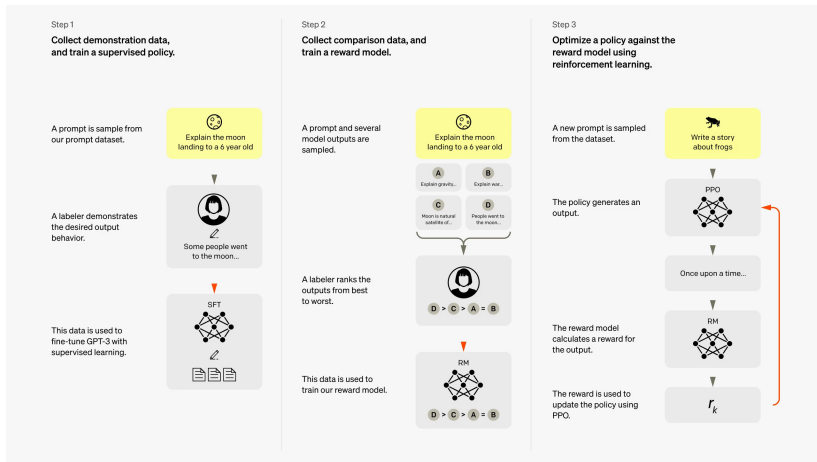 Step 1
Collect demonstration data,
and train a supervised policy.
A prompt is sample from
our prompt dataset.
Explain the moon
landing to a 6 year old
A labeler demonstrates
the desired output
behavior.
Some people went
to the moon...
This data is used to
fine-tune GPT-3 with
supervised learning.
SFT
Step 2
Collect comparison data, and
train a reward model.
A prompt and several
model outputs are
sampled.
Explain the moon
landing to a 6 year old
A
Explain gravity...
B
Explain war...
C
Moon is natural
satellite of...
D
People went to
the moon...
A labeler ranks the
outputs from best
to worst.
D > C > A = B
This data is used to
train our reward model.
RM
D > C > A = B
Step 3
Optimize a policy against the
reward model using
reinforcement learning.
A new prompt is sampled
from the dataset.
Write a story
about frogs
The policy generates an
output.
PPO
Once upon a time...
The reward model
calculates a reward for
the output.
RM
The reward is used to
update the policy using
PPO.
rk